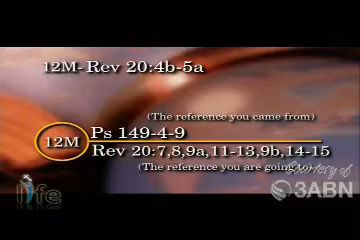 12M- Rev 20:4b-5a
(The reference you came from)
12M
Ps 149-4-9
Rev 20:7,8,9a,11-13,9b,14-15
(The reference you are going to)
Courtesy of
3ABN
life